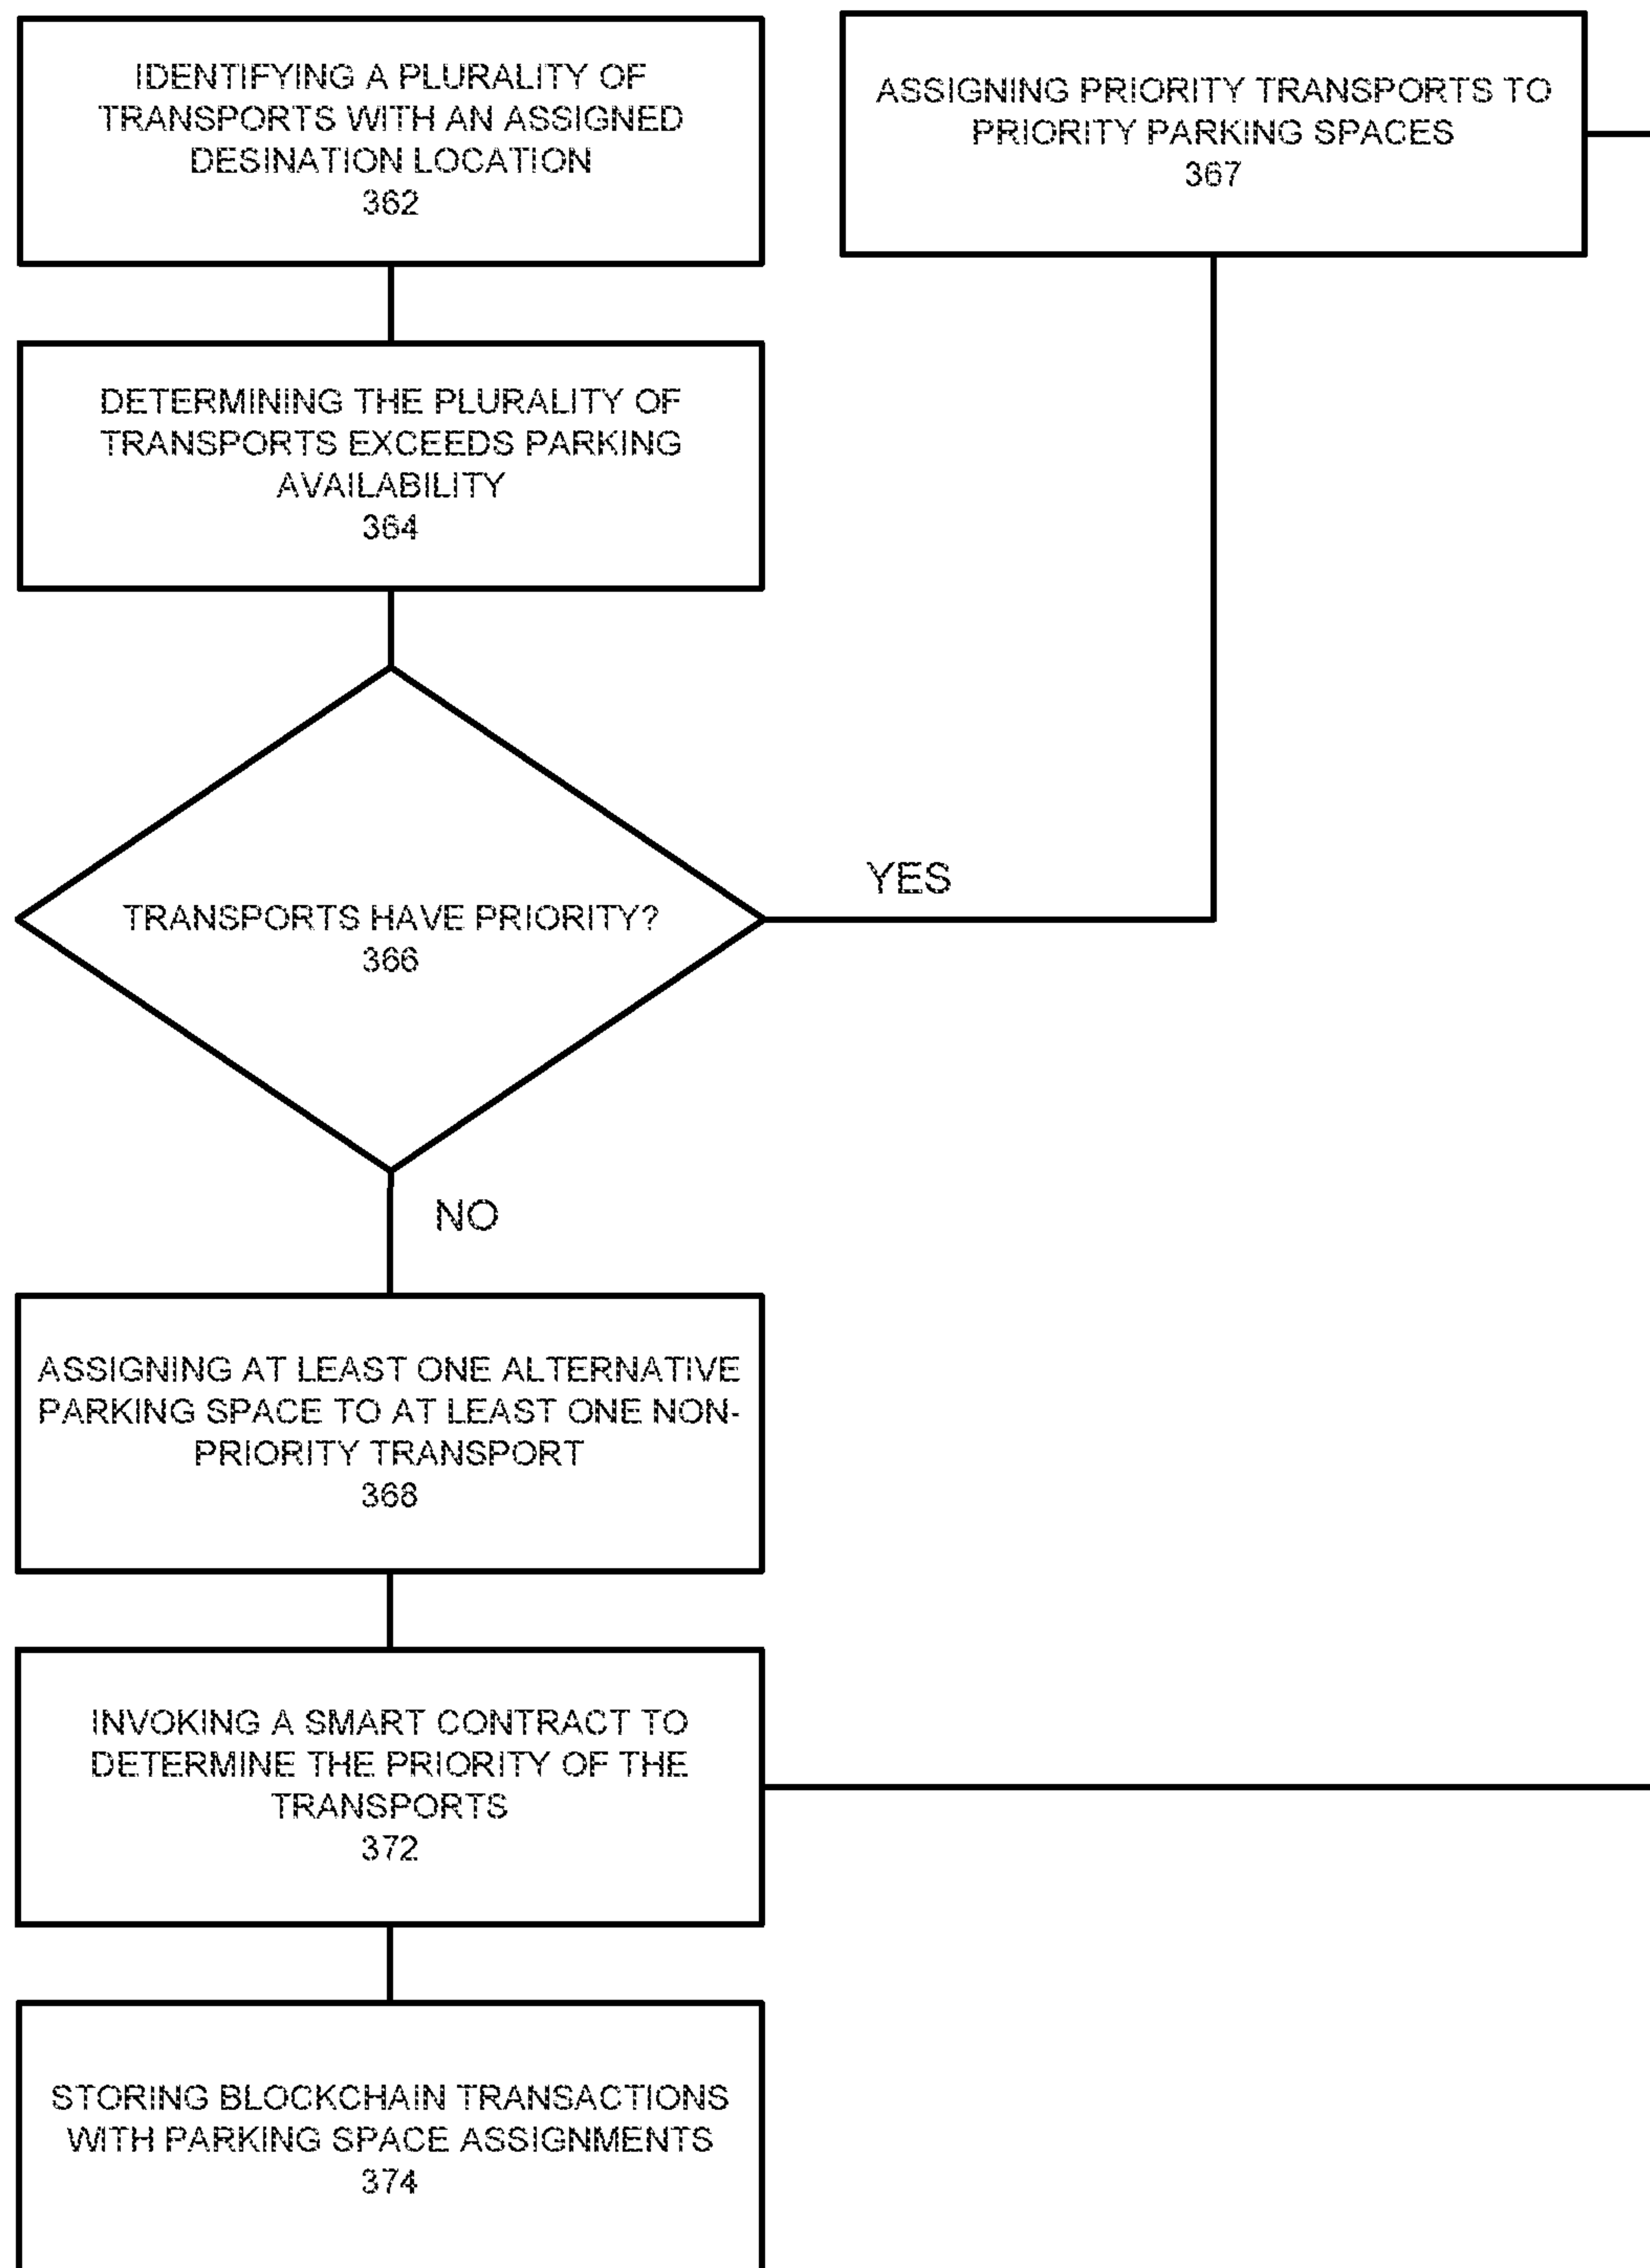 IDENTIFYING A PLURALITY OF
TRANSPORTS WITH AN ASSIGNED
DESINATION LOCATION
362
ASSIGNING PRIORITY TRANSPORTS TO
PRIORITY PARKING SPACES
367
DETERMINING THE PLURALITY OF
TRANSPORTS EXCEEDS PARKING
AVAILABILITY
364
TRANSPORTS HAVE PRIORITY?
366
YES
NO
ASSIGNING AT LEAST ONE ALTERNATIVE
PARKING SPACE TO AT LEAST ONE NON-
PRIORITY TRANSPORT
368
INVOKING A SMART CONTRACT TO
DETERMINE THE PRIORITY OF THE
TRANSPORTS
372
STORING BLOCKCHAIN TRANSACTIONS
WITH PARKING SPACE ASSIGNMENTS
374